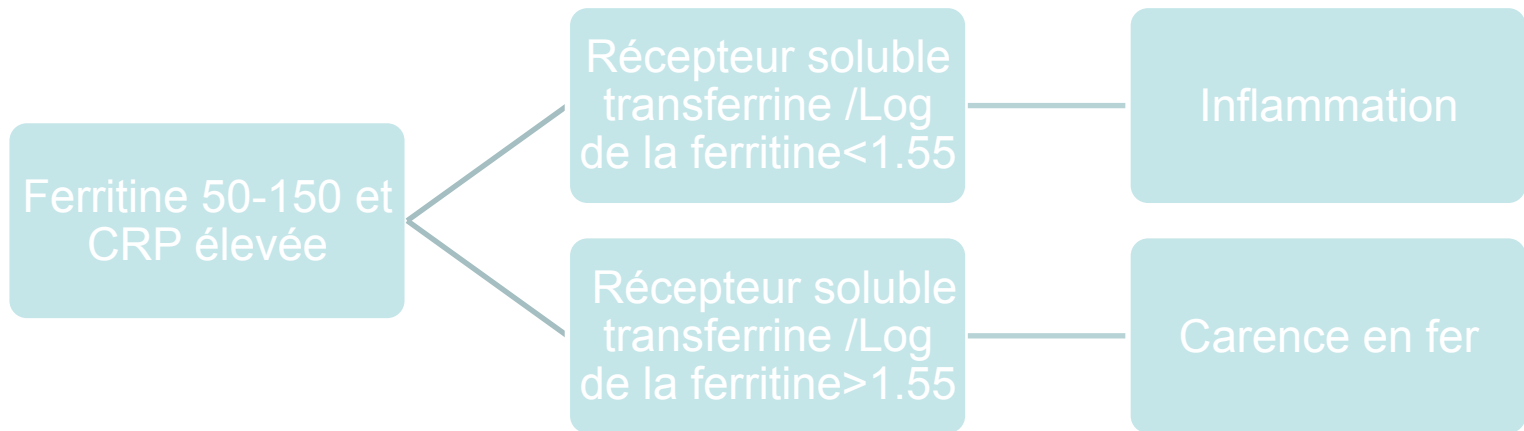 Ferritine 50-150 et
CRP élevée
Récepteur soluble
transferrine /Log
de la ferritine<1.55
Inflammation
Récepteur soluble
transferrine /Log
de la ferritine>1.55
Carence en fer